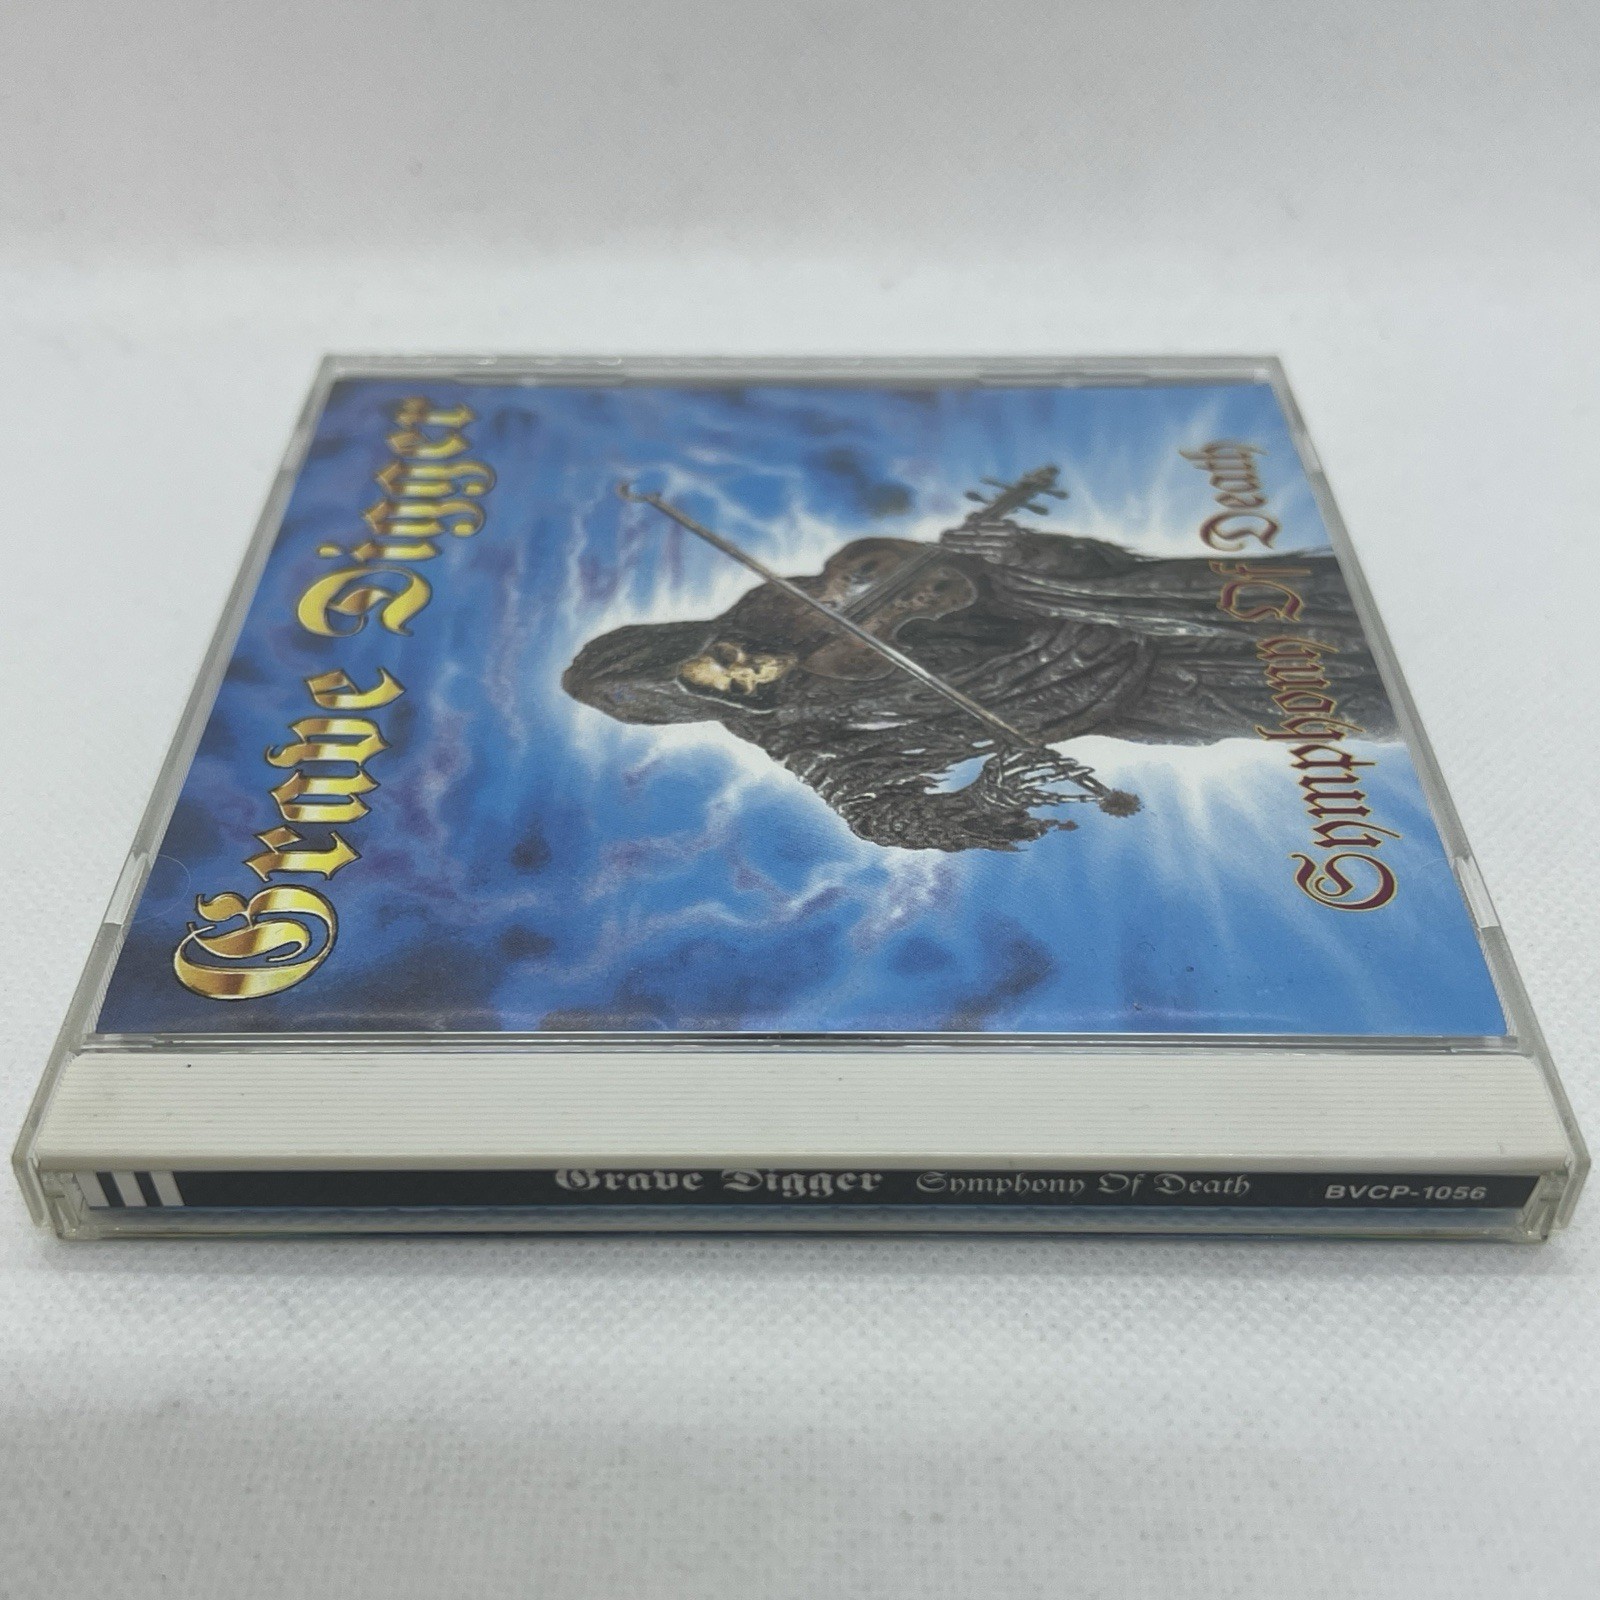 Grave Digger
Symphony Of Death
Grave Digger Symphony Of Death BVCP-1056